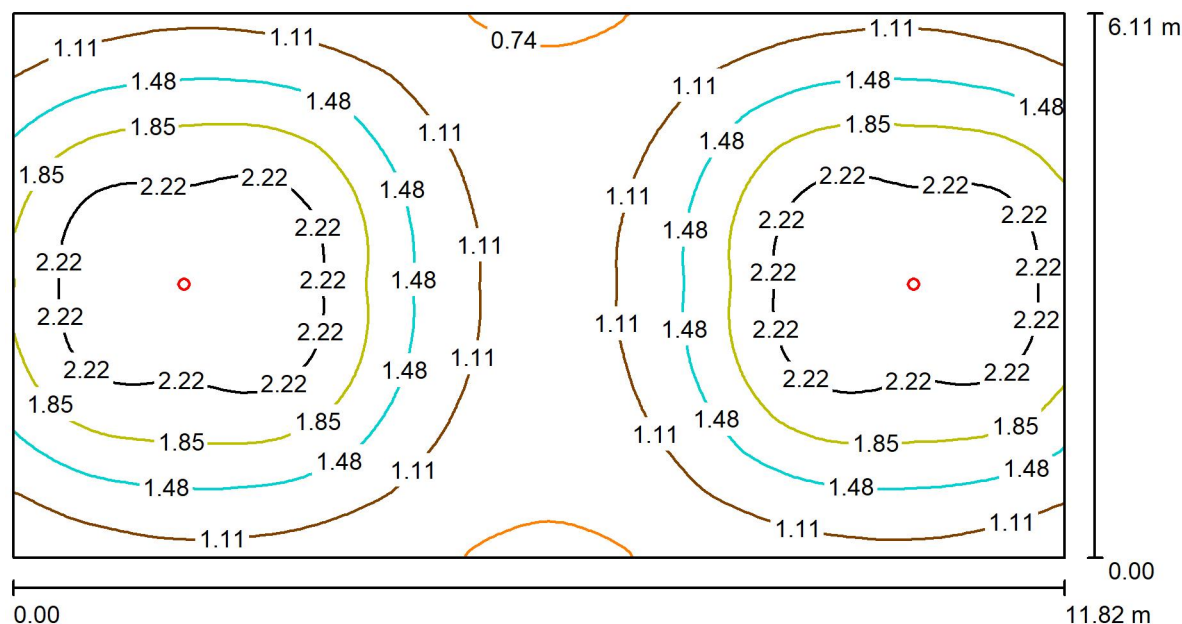 6.11 m
1.11 1.11 0.74 1.11
1.48 1.11 1.48
1.48 1.48
1.85 1.11 1.48 1.85
1.85 2.22 2.22 1.48 1.11 2.22 2.22
2.22 1.48 2.22 2.22
2.22 1.11
2.22 1.48 2.22 2.22
2.22 2.22 1.11 1.48 2.22 2.22
2.22 1.48 1.11
2.22 2.22 2.22 2.22 2.22 2.22
1.85 1.85 1.48 1.85
1.85 1.11 1.85
1.48 1.11 1.48
1.48 1.48
1.11 1.11 1.11
0.00
0.00 11.82 m